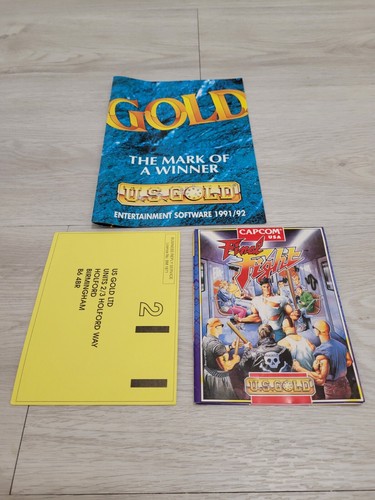 GOLD
THE MARK OF
A WINNER
U.S. GOLD
ENTERTAINMENT SOFTWARE 1991/92
2
US GOLD LTD
UNITS 2/3 HOLFORD WAY
HOLFORD
BIRMINGHAM
B6 4BR
CAPCOM
USA
Final
Fight
U.S. GOLD